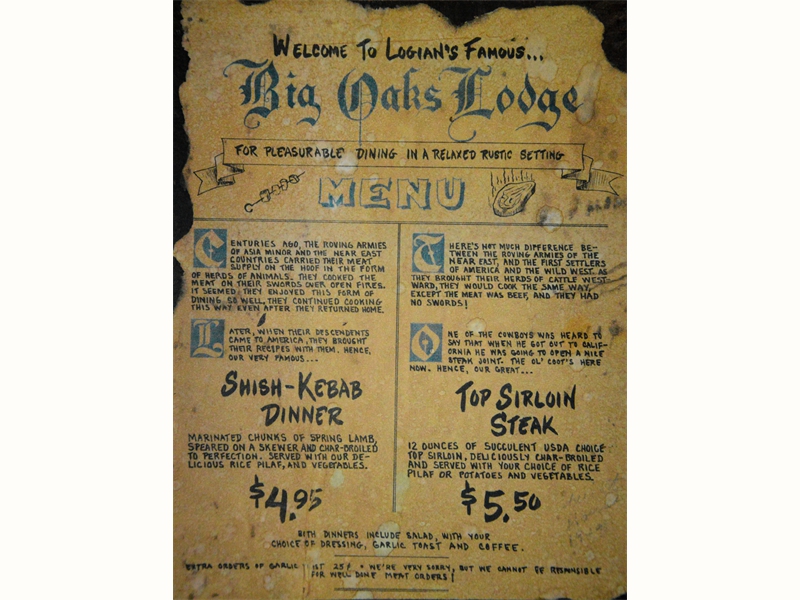 WELCOME TO LOGIAN'S FAMOUS...
Big Oaks Lodge
FOR PLEASURABLE DINING IN A RELAXED RUSTIC SETTING
MENU
CENTURIES AGO, THE ROVING ARMIES
OF ASIA MINOR AND THE NEAR EAST
COUNTRIES CARRIED THEIR MEAT
SUPPLY ON THE HOOF IN THE FORM
OF HERDS OF ANIMALS. THEY COOKED THE
MEAT ON THEIR SWORDS OVER OPEN FIRES.
IT SEEMED THEY ENJOYED THIS FORM OF
DINING SO WELL, THEY CONTINUED COOKING
THIS WAY EVEN AFTER THEY RETURNED HOME.
LATER, WHEN THEIR DESCENDENTS
CAME TO AMERICA, THEY BROUGHT
THEIR RECIPES WITH THEM. HENCE,
OUR VERY FAMOUS...
SHISH-KEBAB
DINNER
MARINATED CHUNKS OF SPRING LAMB,
SPEARED ON A SKEWER AND CHAR-BROILED
TO PERFECTION. SERVED WITH OUR DE-
LICIOUS RICE PILAF, AND VEGETABLES.
$4.95
THERE'S NOT MUCH DIFFERENCE BE-
TWEEN THE ROVING ARMIES OF THE
NEAR EAST, AND THE FIRST SETTLERS
OF AMERICA AND THE WILD WEST. AS
THEY BROUGHT THEIR HERDS OF CATTLE WEST
WARD, THEY WOULD COOK THE SAME WAY,
EXCEPT THE MEAT WAS BEEF, AND THEY HAD
NO SWORDS!
ONE OF THE COWBOYS WAS HEARD TO
SAY THAT WHEN HE GOT OUT TO CALIF-
ORNIA HE WAS GOING TO OPEN A NICE
STEAK JOINT. THE OL' COOT'S HERE
NOW. HENCE, OUR GREAT...
TOP SIRLOIN
STEAK
12 OUNCES OF SUCCULENT USDA CHOICE
TOP SIRLOIN, DELICIOUSLY CHAR-BROILED
AND SERVED WITH YOUR CHOICE OF RICE
PILAF OR POTATOES AND VEGETABLES.
$5.50
BOTH DINNERS INCLUDE SALAD, WITH YOUR
CHOICE OF DRESSING, GARLIC TOAST AND COFFEE.
EXTRA ORDERS OF GARLIC 25¢ • WE'RE VERY SORRY, BUT WE CANNOT BE RESPONSIBLE
FOR WELL DONE MEAT ORDERS!